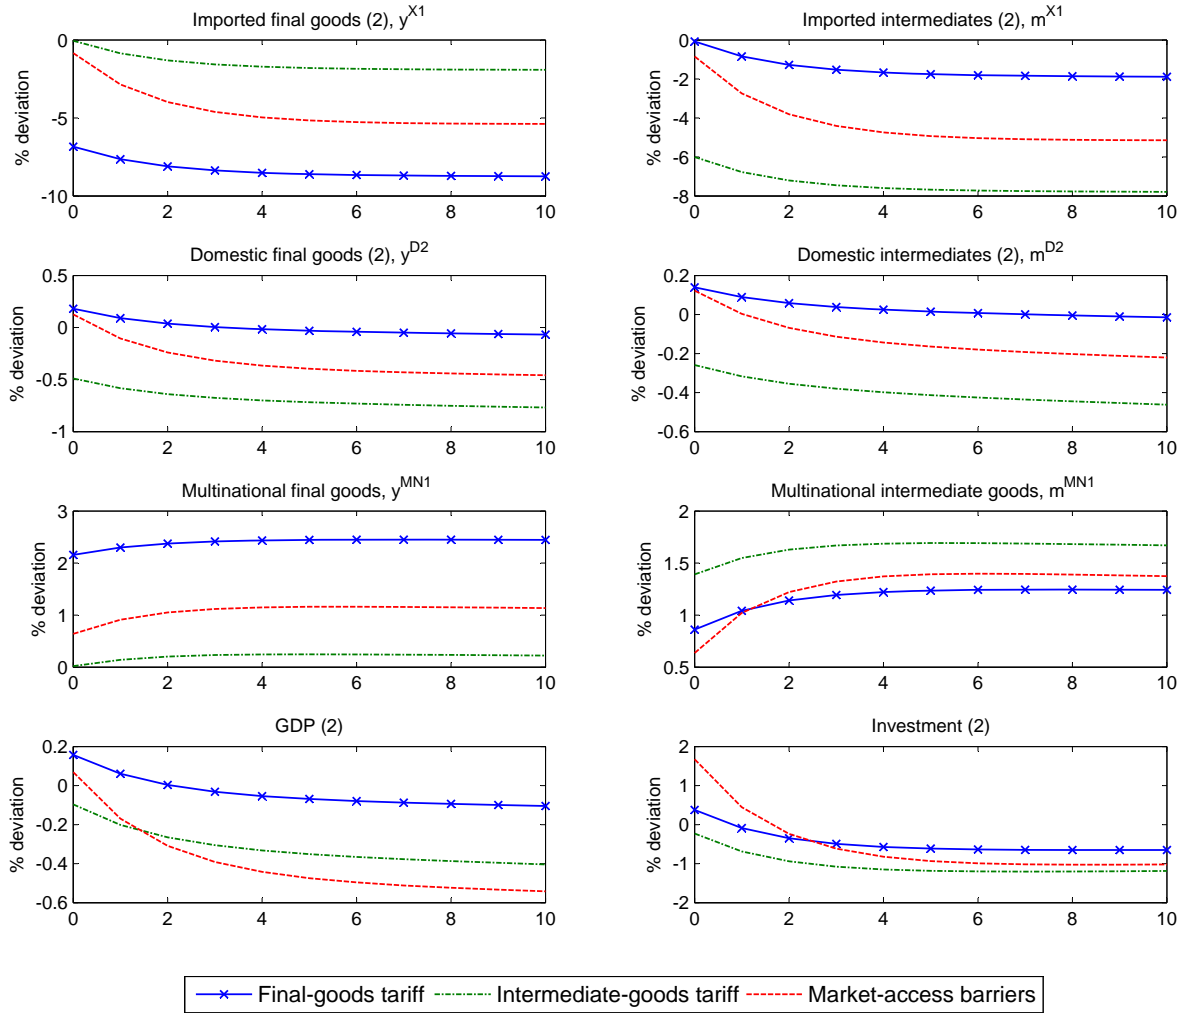 Imported final goods (2), y^X1
% deviation
0
-5
-10
0 2 4 6 8 10
Imported intermediates (2), m^X1
% deviation
0
-2
-4
-6
-8
0 2 4 6 8 10
Domestic final goods (2), y^D2
% deviation
0.5
0
-0.5
-1
0 2 4 6 8 10
Domestic intermediates (2), m^D2
% deviation
0.2
0
-0.2
-0.4
-0.6
0 2 4 6 8 10
Multinational final goods, y^MN1
% deviation
3
2
1
0
0 2 4 6 8 10
Multinational intermediate goods, m^MN1
% deviation
2
1.5
1
0.5
0 2 4 6 8 10
GDP (2)
% deviation
0.2
0
-0.2
-0.4
-0.6
0 2 4 6 8 10
Investment (2)
% deviation
2
1
0
-1
-2
0 2 4 6 8 10
Final-goods tariff Intermediate-goods tariff Market-access barriers